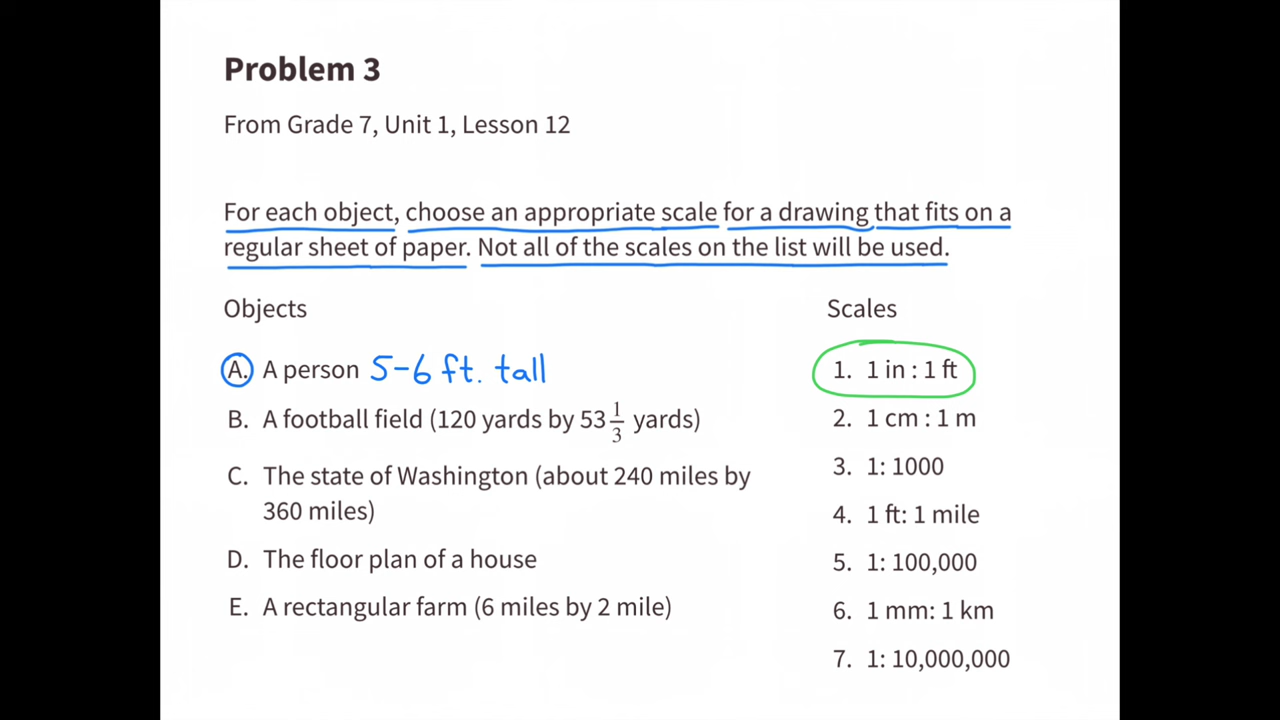 Problem 3
From Grade 7, Unit 1, Lesson 12
For each object, choose an appropriate scale for a drawing that fits on a
regular sheet of paper. Not all of the scales on the list will be used.
Objects
A. A person 5-6 ft. tall
B. A football field (120 yards by 53 1/3 yards)
C. The state of Washington (about 240 miles by
360 miles)
D. The floor plan of a house
E. A rectangular farm (6 miles by 2 mile)
Scales
1. 1 in : 1 ft
2. 1 cm : 1 m
3. 1: 1000
4. 1 ft: 1 mile
5. 1: 100,000
6. 1 mm: 1 km
7. 1: 10,000,000